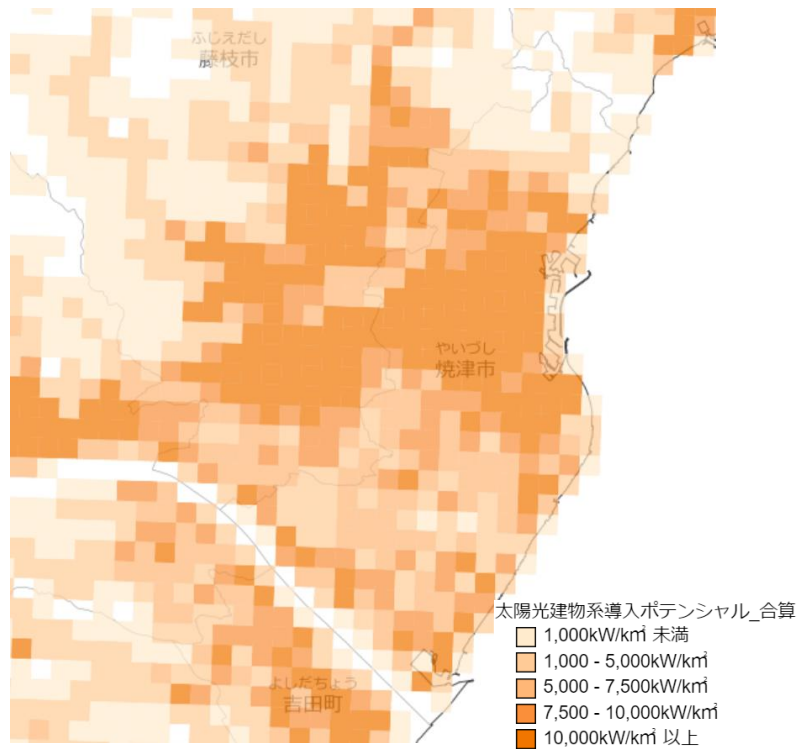 ふじえだし
藤枝市
やいづし
焼津市
よしだちょう
吉田町
太陽光建物系導入ポテンシャル_合算
1,000kW/k㎡ 未満
1,000 - 5,000kW/k㎡
5,000 - 7,500kW/k㎡
7,500 - 10,000kW/k㎡
10,000kW/k㎡ 以上